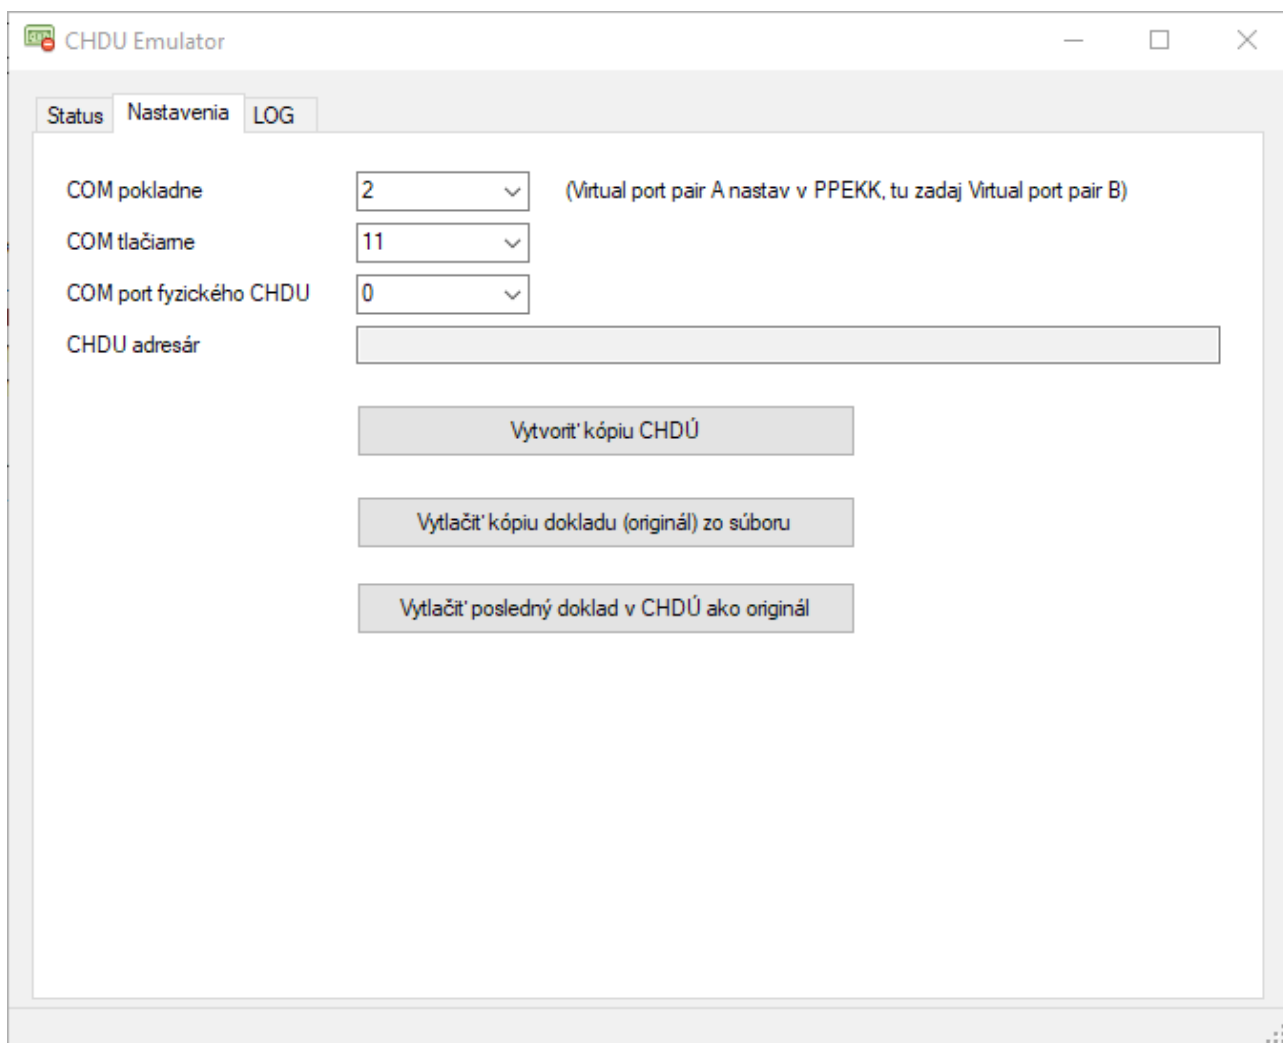 CHDU Emulator
Status Nastavenia LOG
COM pokladne 2 (Virtual port pair A nastav v PPEKK, tu zadaj Virtual port pair B)
COM tlačiarne 11
COM port fyzického CHDU 0
CHDU adresár
Vytvoriť kópiu CHDÚ
Vytlačiť kópiu dokladu (originál) zo súboru
Vytlačiť posledný doklad v CHDÚ ako originál